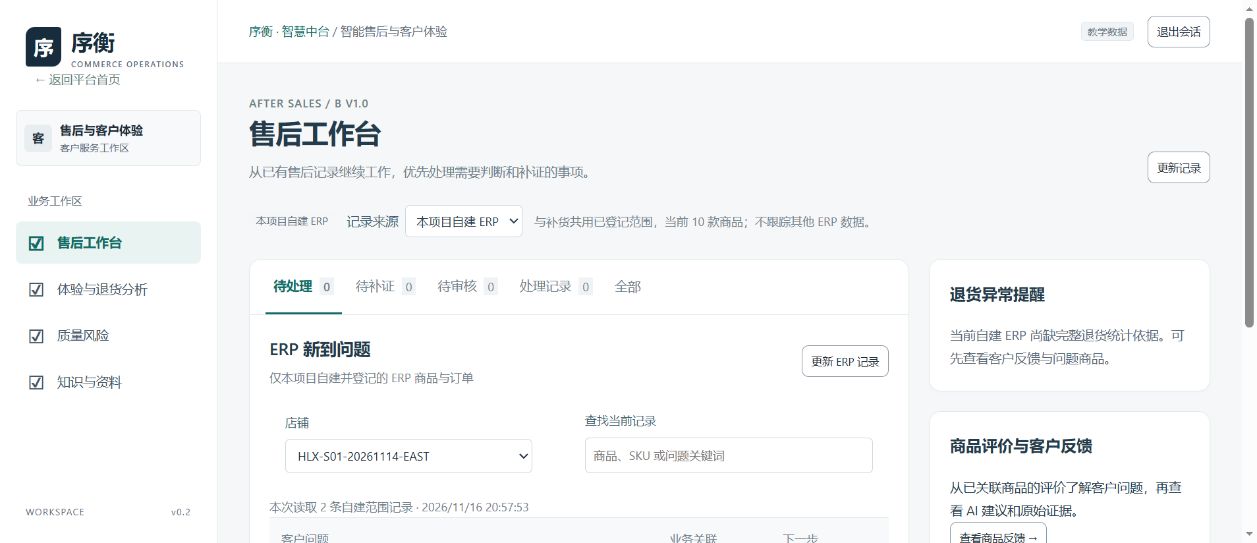 序 序衡
COMMERCE OPERATIONS
← 返回平台首页
客 售后与客户体验
客户服务工作区
业务工作区
售后工作台
体验与退货分析
质量风险
知识与资料
WORKSPACE v0.2
序衡 · 智慧中台 / 智能售后与客户体验
教学数据 退出会话
AFTER SALES / B V1.0
售后工作台
从已有售后记录继续工作，优先处理需要判断和补证的事项。
更新记录
本项目自建 ERP 记录来源 本项目自建 ERP 与补货共用已登记范围，当前 10 款商品；不跟踪其他 ERP 数据。
待处理 0 待补证 0 待审核 0 处理记录 0 全部
ERP 新到问题
仅本项目自建并登记的 ERP 商品与订单
更新 ERP 记录
店铺 查找当前记录
HLX-S01-20261114-EAST 商品、SKU 或问题关键词
本次读取 2 条自建范围记录 · 2026/11/16 20:57:53
客户问题 业务关联 下一步
退货异常提醒
当前自建 ERP 尚缺完整退货统计依据。可
先查看客户反馈与问题商品。
商品评价与客户反馈
从已关联商品的评价了解客户问题，再查
看 AI 建议和原始证据。
查看商品反馈 →